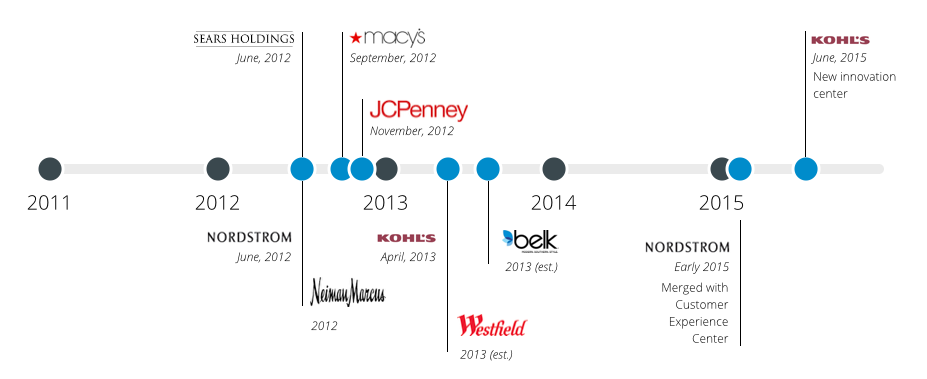 SEARS HOLDINGS
June, 2012
macy's
September, 2012
JCPenney
November, 2012
KOHL'S
June, 2015
New innovation
center
2011
2012
2013
2014
2015
NORDSTROM
June, 2012
Neiman Marcus
2012
KOHL'S
April, 2013
Westfield
2013 (est.)
belk
2013 (est.)
NORDSTROM
Early 2015
Merged with
Customer
Experience
Center